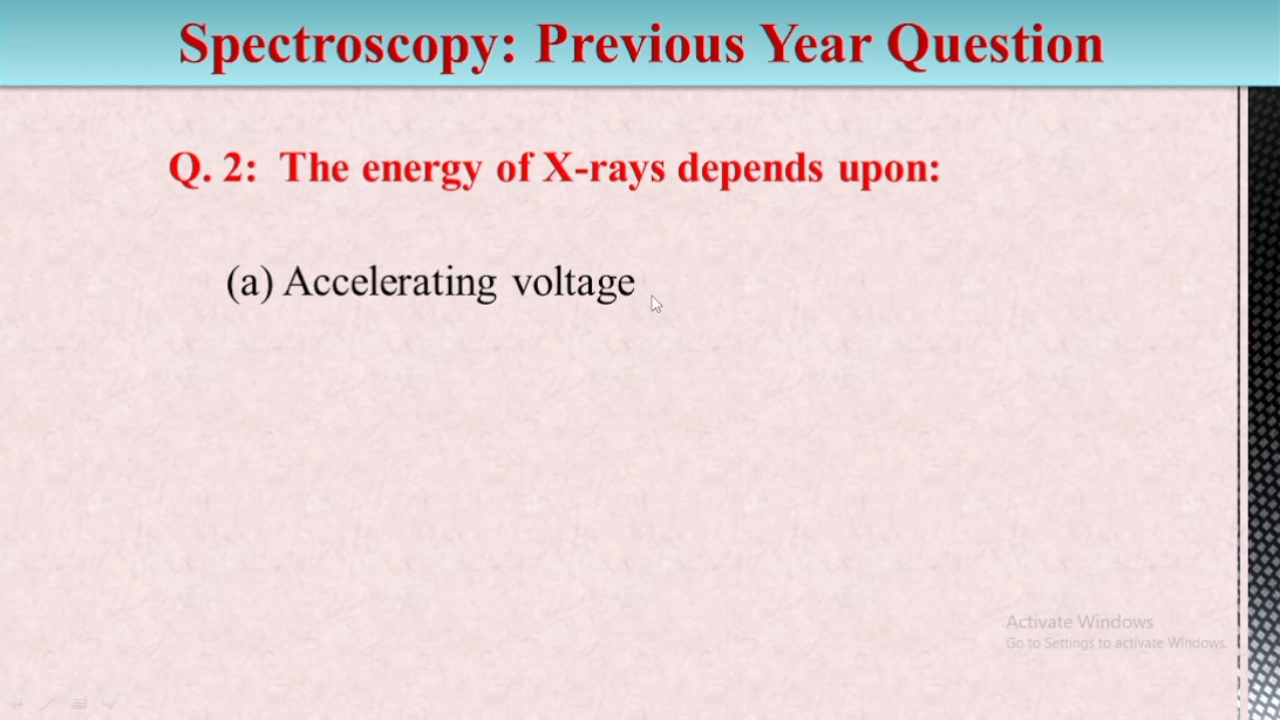 Spectroscopy: Previous Year Question
Q. 2: The energy of X-rays depends upon:
(a) Accelerating voltage
Activate Windows
Go to Settings to activate Windows.